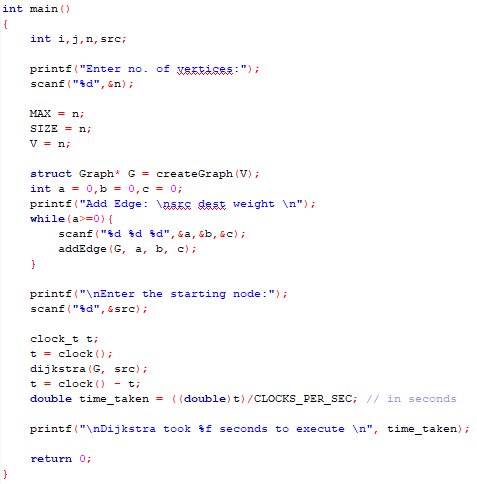 int main()
{
int i,j,n,src;
printf("Enter no. of vertices:");
scanf("%d",&n);
MAX = n;
SIZE = n;
V = n;
struct Graph* G = createGraph(V);
int a = 0,b = 0,c = 0;
printf("Add Edge: \nsrc dest weight \n");
while(a>=0){
scanf("%d %d %d",&a,&b,&c);
addEdge(G, a, b, c);
}
printf("\nEnter the starting node:");
scanf("%d",&src);
clock_t t;
t = clock();
dijkstra(G, src);
t = clock() - t;
double time_taken = ((double)t)/CLOCKS_PER_SEC; // in seconds
printf("\nDijkstra took %f seconds to execute \n", time_taken);
return 0;
}